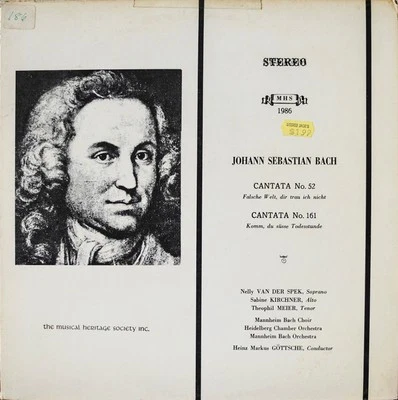 186
STEREO
MHS
1986
JOHANN SEBASTIAN BACH
CANTATA No. 52
Falsche Welt, dir trau ich nicht
CANTATA No. 161
Komm, du süsse Todesstunde
Nelly VAN DER SPEK, Soprano
Sabine KIRCHNER, Alto
Theophil MEIER, Tenor
Mannheim Bach Choir
Heidelberg Chamber Orchestra
Mannheim Bach Orchestra
Heinz Markus GÖTTSCHE, Conductor
the musical heritage society inc.